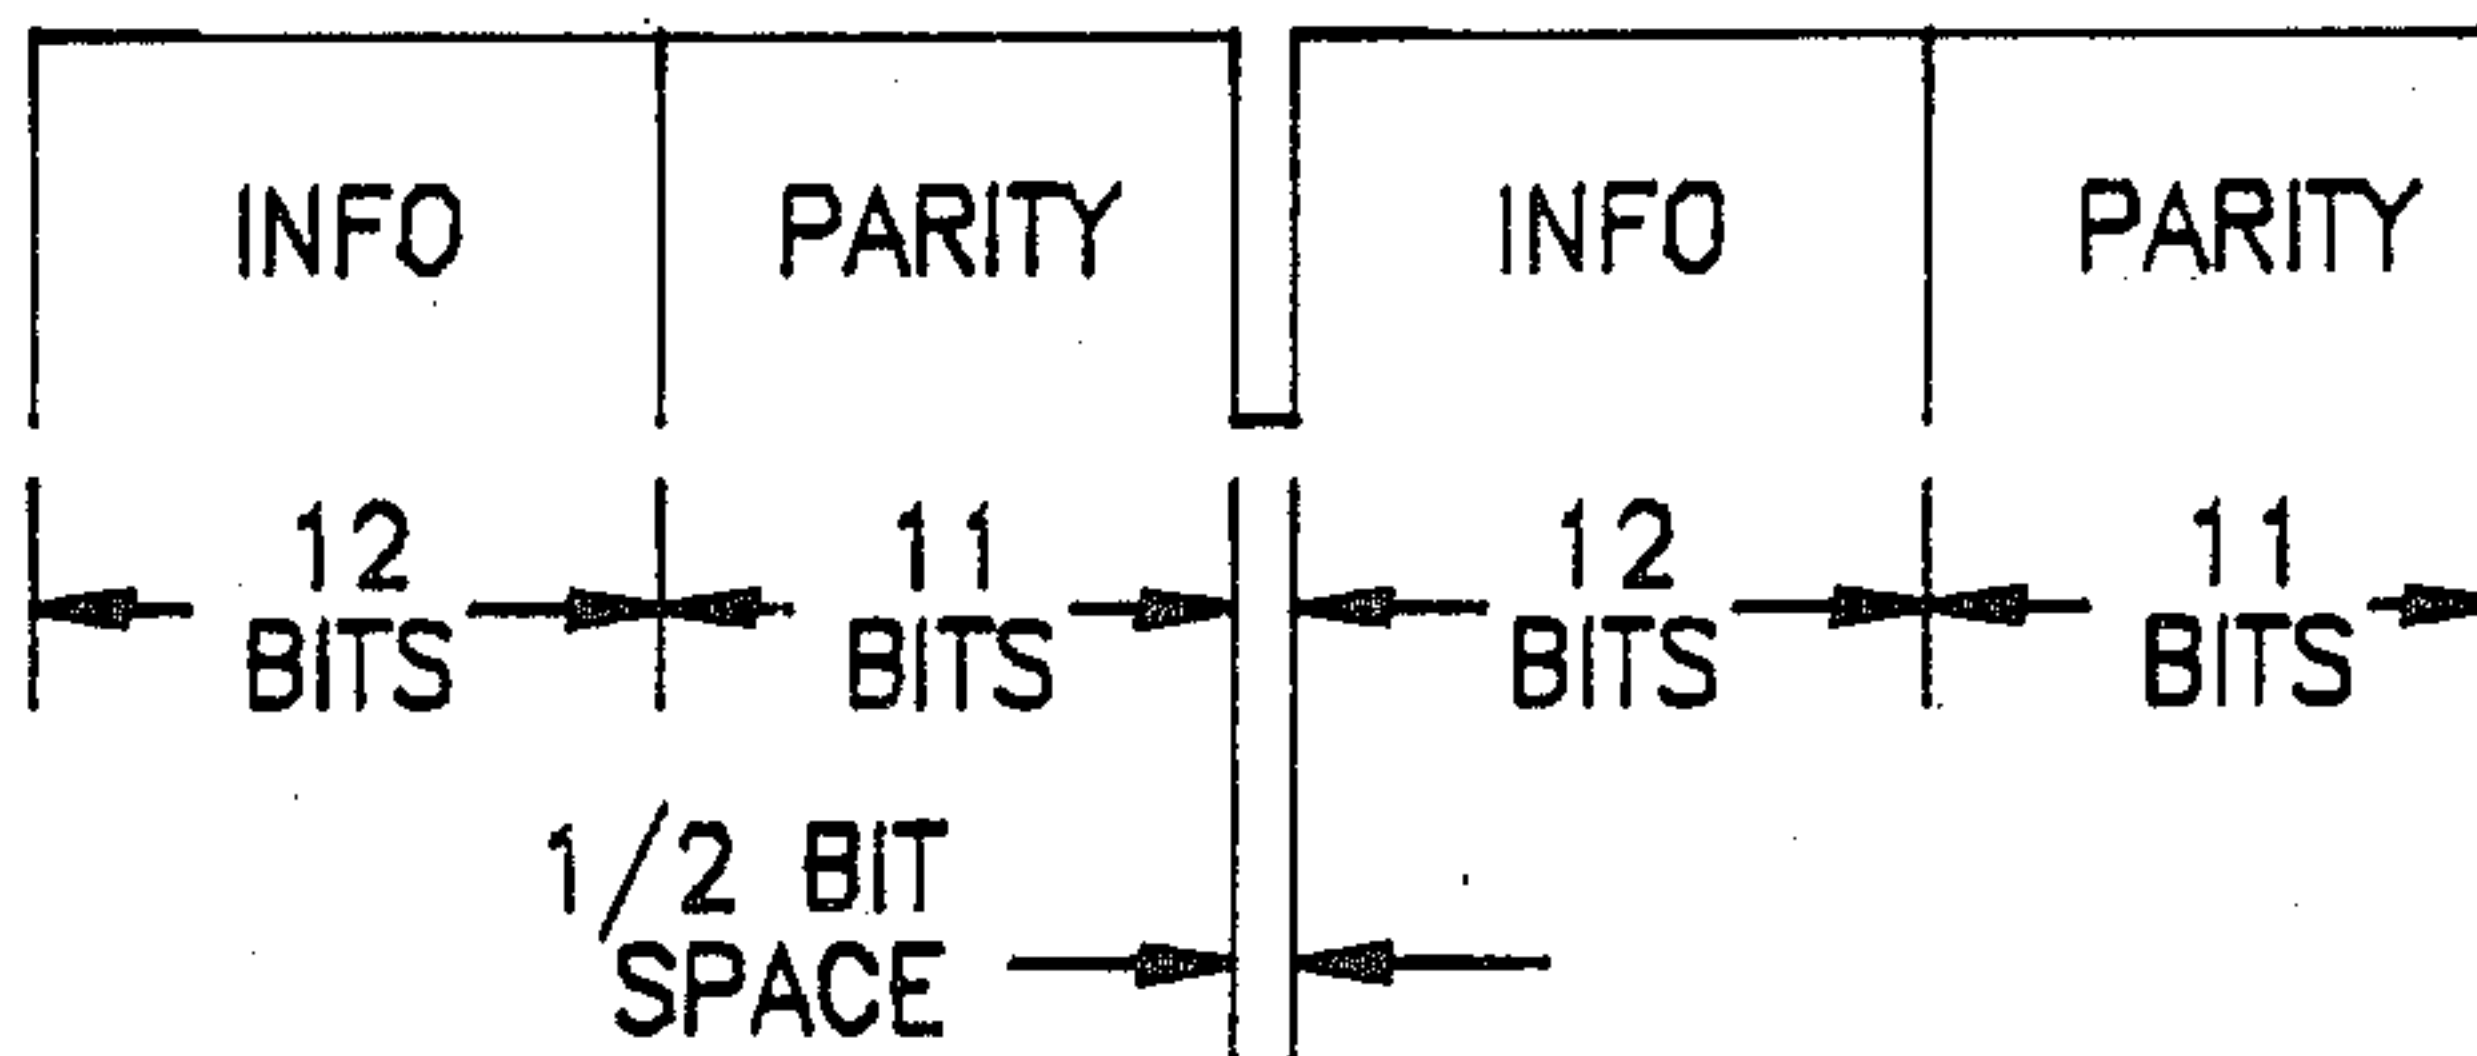 INFO PARITY INFO PARITY
12 11 12 11
BITS BITS BITS BITS
1/2 BIT
SPACE